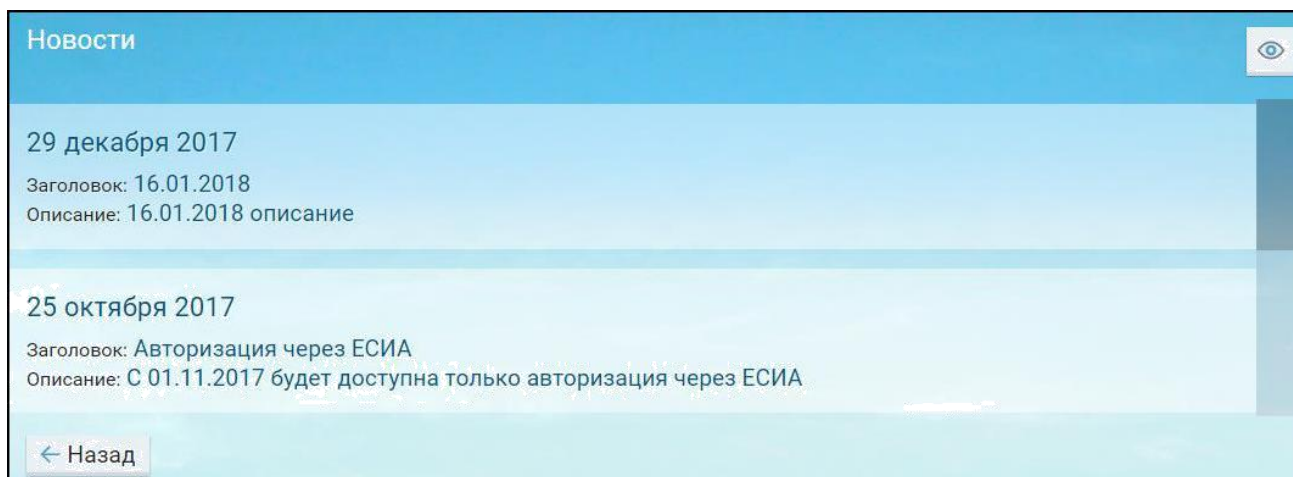 Новости
29 декабря 2017
Заголовок: 16.01.2018
Описание: 16.01.2018 описание
25 октября 2017
Заголовок: Авторизация через ЕСИА
Описание: С 01.11.2017 будет доступна только авторизация через ЕСИА
← Назад